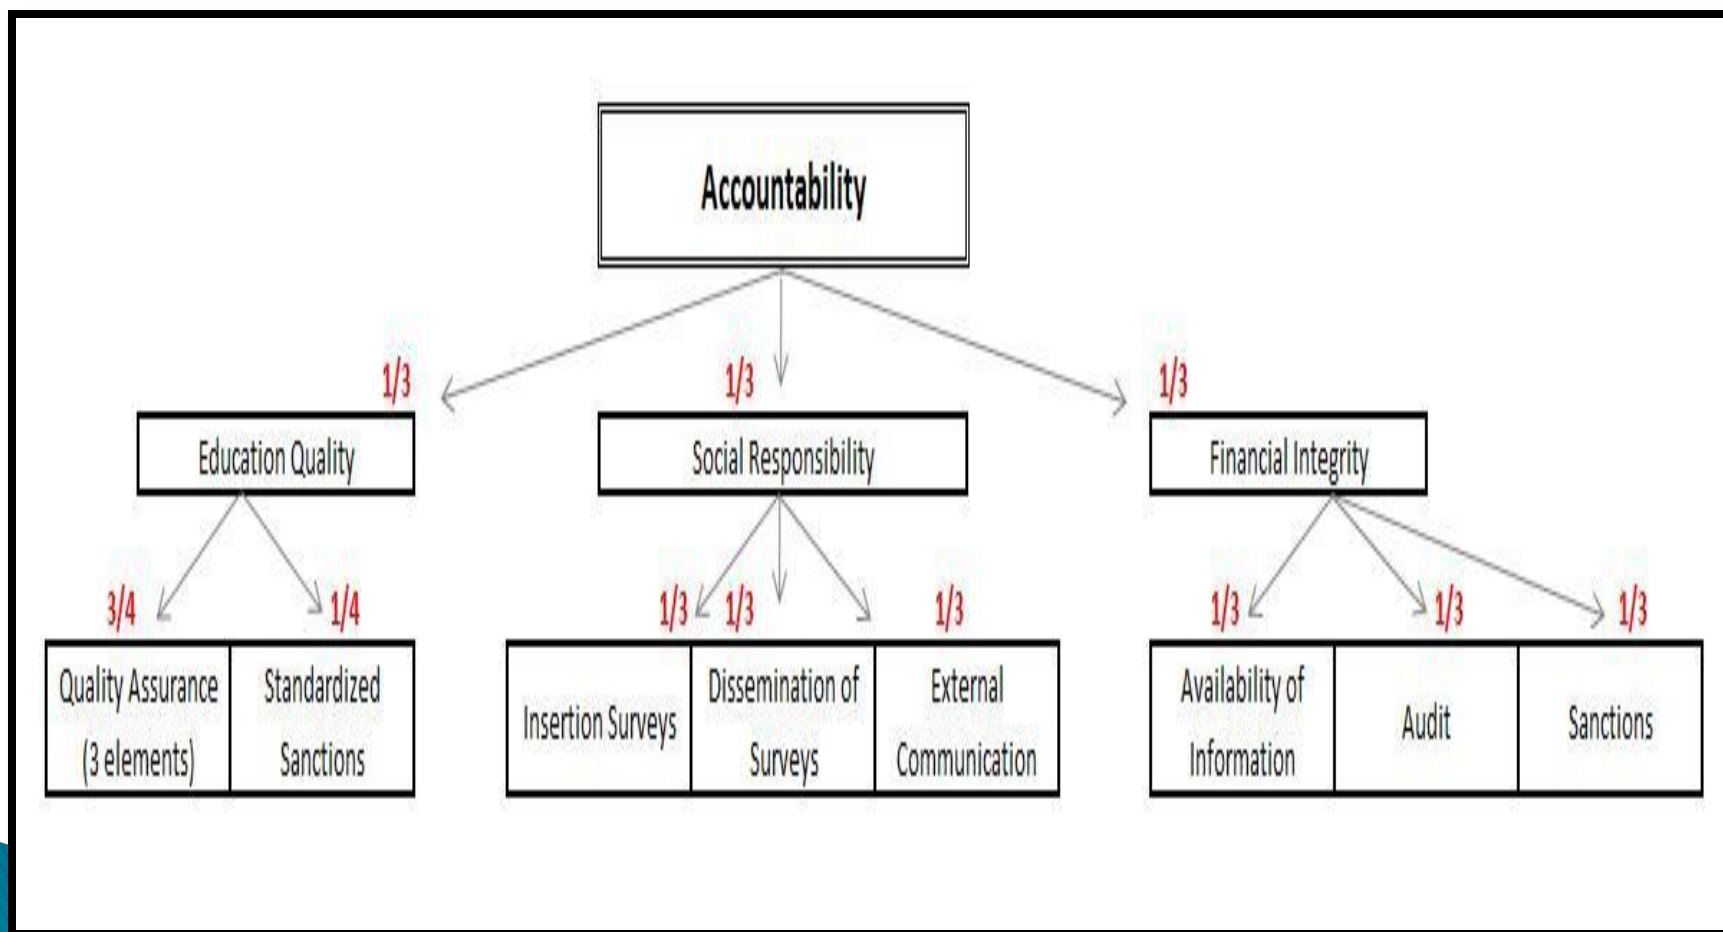 Accountability
1/3
1/3
1/3
Education Quality
Social Responsibility
Financial Integrity
3/4
1/4
1/3
1/3
1/3
1/3
1/3
1/3
Quality Assurance
(3 elements)
Standardized
Sanctions
Insertion Surveys
Dissemination of
Surveys
External
Communication
Availability of
Information
Audit
Sanctions